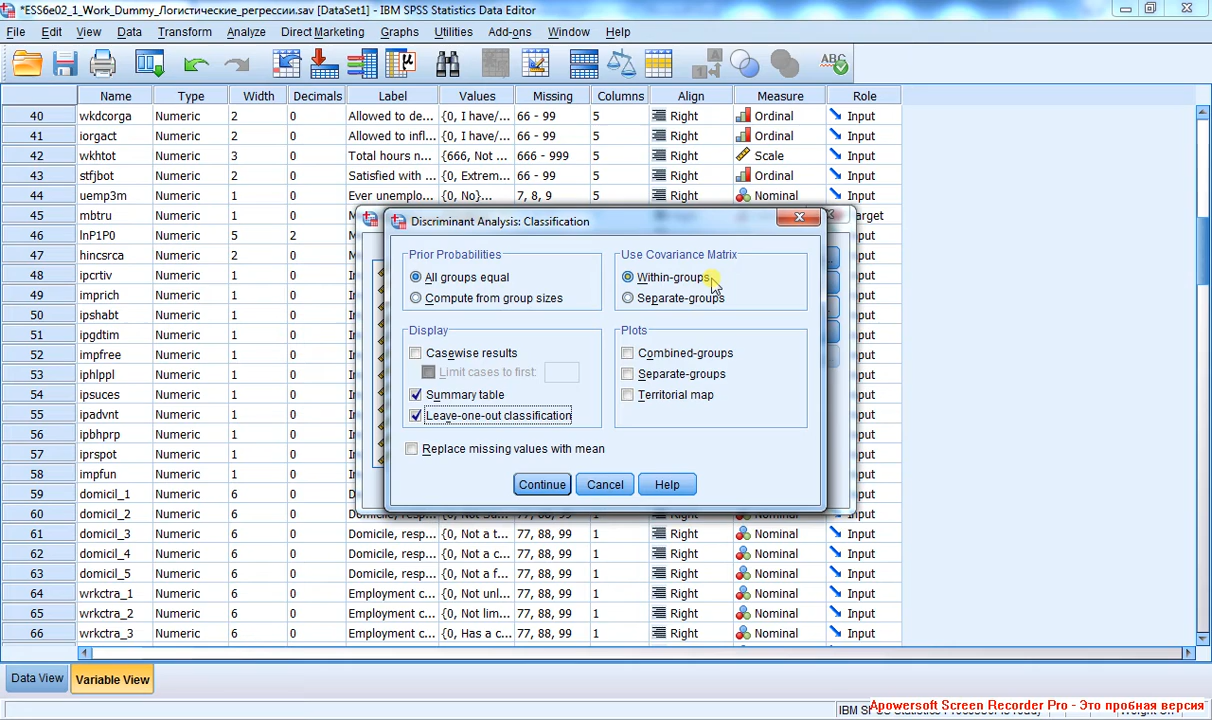 *ESS6e02_1_Work_Dummy_Логистические_регрессии.sav [DataSet1] - IBM SPSS Statistics Data Editor
File Edit View Data Transform Analyze Direct Marketing Graphs Utilities Add-ons Window Help
Name Type Width Decimals Label Values Missing Columns Align Measure Role
40 wkdcorga Numeric 2 0 Allowed to de... {0, I have/... 66 - 99 5 Right Ordinal Input
41 iorgact Numeric 2 0 Allowed to infl... {0, I have/... 66 - 99 5 Right Ordinal Input
42 wkhtot Numeric 3 0 Total hours n... {666, Not ... 666 - 999 5 Right Scale Input
43 stfjbot Numeric 2 0 Satisfied with ... {0, Extrem... 66 - 99 5 Right Ordinal Input
44 uemp3m Numeric 1 0 Ever unemplo... {0, No}... 7, 8, 9 5 Right Nominal Input
45 mbtru Numeric 1 0
46 lnP1P0 Numeric 5 2
47 hincsrca Numeric 2 0 Input
48 ipcrtiv Numeric 1 0 Input
49 imprich Numeric 1 0 Input
50 ipshabt Numeric 1 0 Input
51 ipgdtim Numeric 1 0 Input
52 impfree Numeric 1 0 Input
53 iphlppl Numeric 1 0 Input
54 ipsuces Numeric 1 0 Input
55 ipadvnt Numeric 1 0 Input
56 ipbhprp Numeric 1 0 Input
57 iprspot Numeric 1 0 Input
58 impfun Numeric 1 0 Input
59 domicil_1 Numeric 6 0 Input
60 domicil_2 Numeric 6 0 Input
61 domicil_3 Numeric 6 0 Domicile, resp... {0, Not a t... 77, 88, 99 1 Right Nominal Input
62 domicil_4 Numeric 6 0 Domicile, resp... {0, Not a c... 77, 88, 99 1 Right Nominal Input
63 domicil_5 Numeric 6 0 Domicile, resp... {0, Not a f... 77, 88, 99 1 Right Nominal Input
64 wrkctra_1 Numeric 6 0 Employment c... {0, Not unl... 77, 88, 99 1 Right Nominal Input
65 wrkctra_2 Numeric 6 0 Employment c... {0, Not lim... 77, 88, 99 1 Right Nominal Input
66 wrkctra_3 Numeric 6 0 Employment c... {0, Has a c... 77, 88, 99 1 Right Nominal Input
Discriminant Analysis: Classification
Prior Probabilities
All groups equal
Compute from group sizes
Use Covariance Matrix
Within-groups
Separate-groups
Display
Casewise results
Limit cases to first:
Summary table
Leave-one-out classification
Plots
Combined-groups
Separate-groups
Territorial map
Replace missing values with mean
Continue Cancel Help
Data View Variable View
Apowersoft Screen Recorder Pro - Это пробная версия